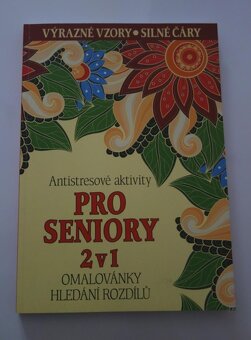 VÝRAZNÉ VZORY • SILNÉ ČÁRY
Antistresové aktivity
PRO
SENIORY
2 v 1
OMALOVÁNKY
HLEDÁNÍ ROZDÍLŮ